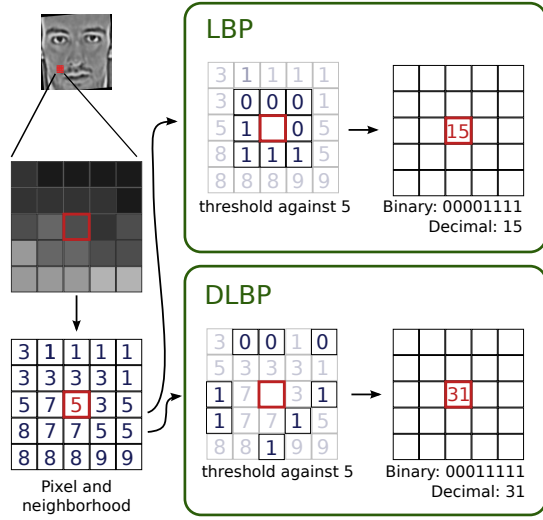 LBP
3 1 1 1 1
3 0 0 0 1
5 1 0 5
8 1 1 1 5
8 8 8 9 9
threshold against 5
15
Binary: 00001111
Decimal: 15
3 1 1 1 1
3 3 3 3 1
5 7 5 3 5
8 7 7 5 5
8 8 8 9 9
Pixel and
neighborhood
DLBP
3 0 0 1 0
5 3 3 3 1
1 7 3 1
1 7 7 1 5
8 8 1 9 9
threshold against 5
31
Binary: 00011111
Decimal: 31